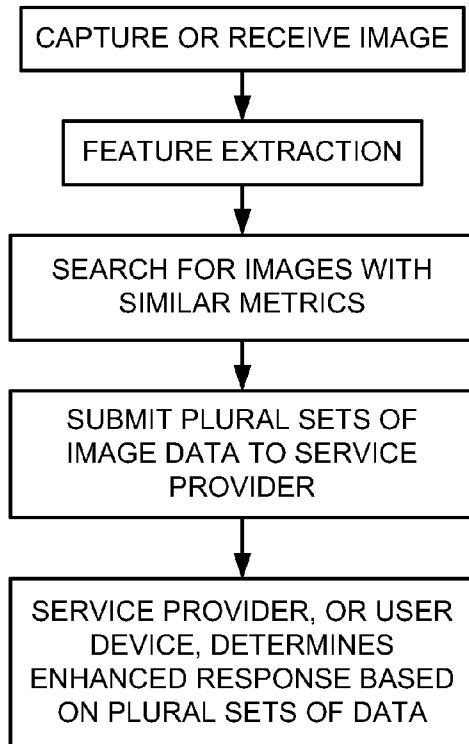 CAPTURE OR RECEIVE IMAGE
FEATURE EXTRACTION
SEARCH FOR IMAGES WITH
SIMILAR METRICS
SUBMIT PLURAL SETS OF
IMAGE DATA TO SERVICE
PROVIDER
SERVICE PROVIDER, OR USER
DEVICE, DETERMINES
ENHANCED RESPONSE BASED
ON PLURAL SETS OF DATA